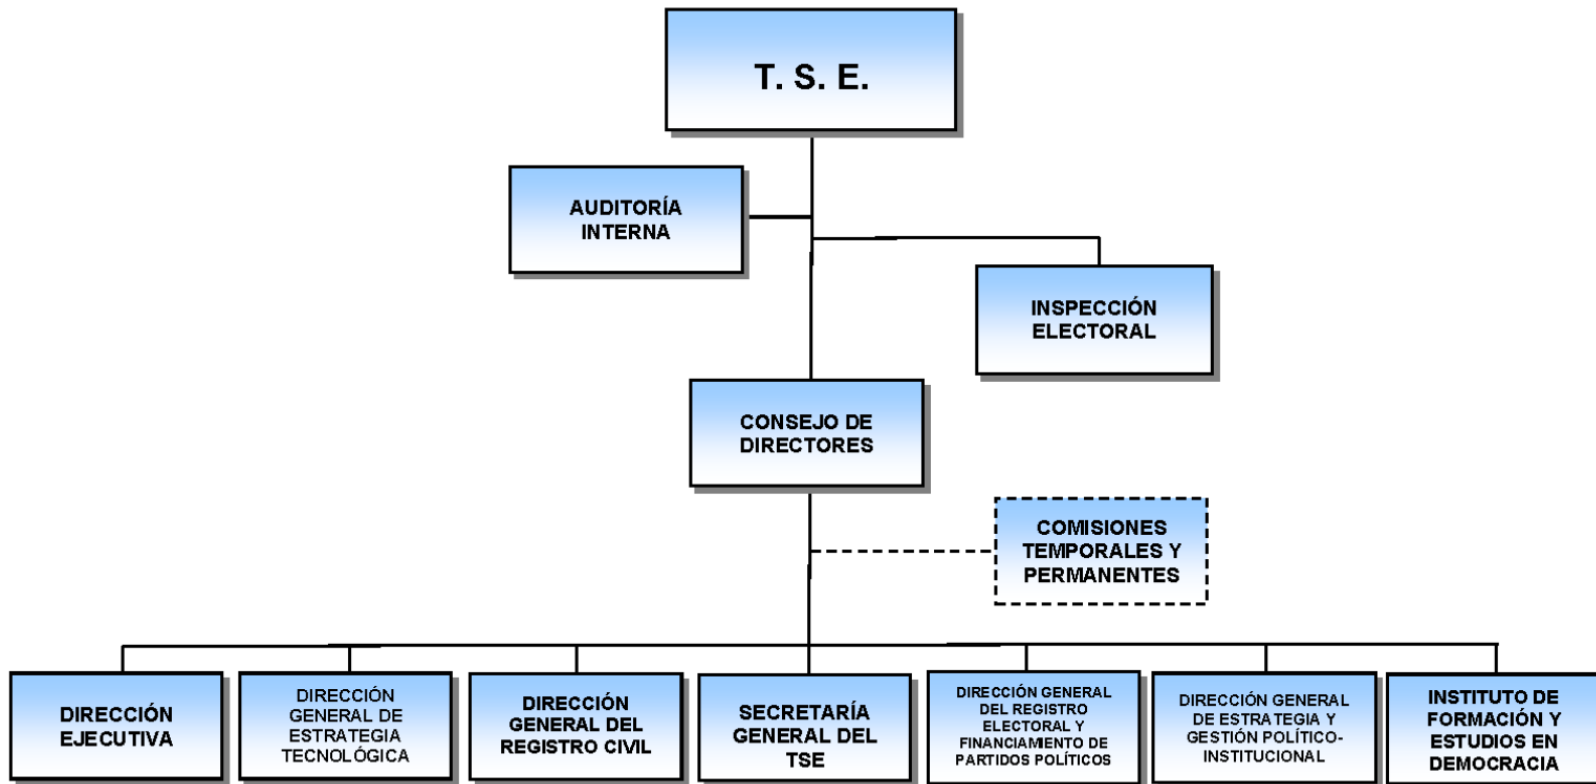 T. S. E.
AUDITORÍA
INTERNA
INSPECCIÓN
ELECTORAL
CONSEJO DE
DIRECTORES
COMISIONES
TEMPORALES Y
PERMANENTES
DIRECCIÓN
EJECUTIVA
DIRECCIÓN
GENERAL DE
ESTRATEGIA
TECNOLÓGICA
DIRECCIÓN
GENERAL DEL
REGISTRO CIVIL
SECRETARÍA
GENERAL DEL
TSE
DIRECCIÓN GENERAL
DEL REGISTRO
ELECTORAL Y
FINANCIAMIENTO DE
PARTIDOS POLÍTICOS
DIRECCIÓN GENERAL
DE ESTRATEGIA Y
GESTIÓN POLÍTICO-
INSTITUCIONAL
INSTITUTO DE
FORMACIÓN Y
ESTUDIOS EN
DEMOCRACIA